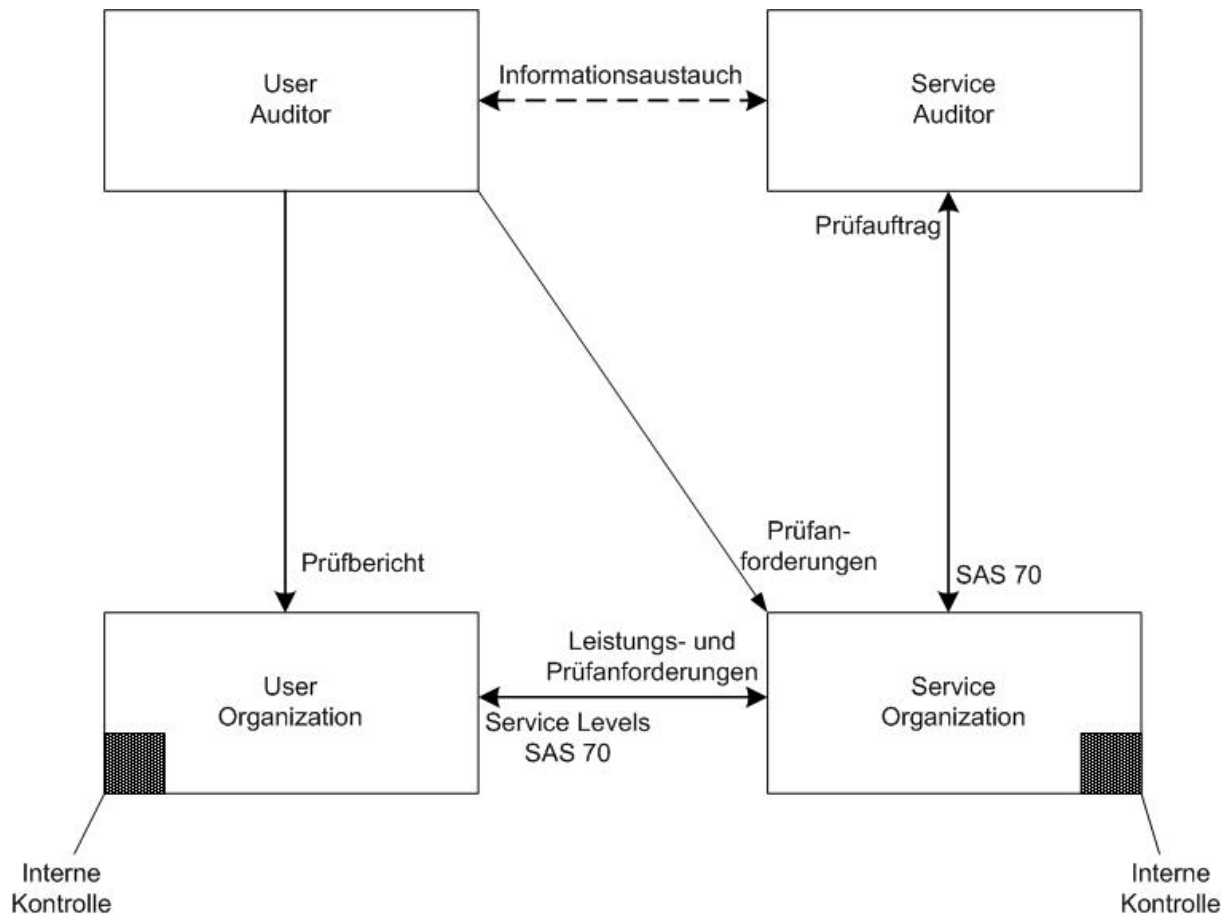 User
Auditor
Informationsaustauch
Service
Auditor
Prüfauftrag
Prüfbericht
Prüfan-
forderungen
SAS 70
User
Organization
Leistungs- und
Prüfanforderungen
Service Levels
SAS 70
Service
Organization
Interne
Kontrolle
Interne
Kontrolle